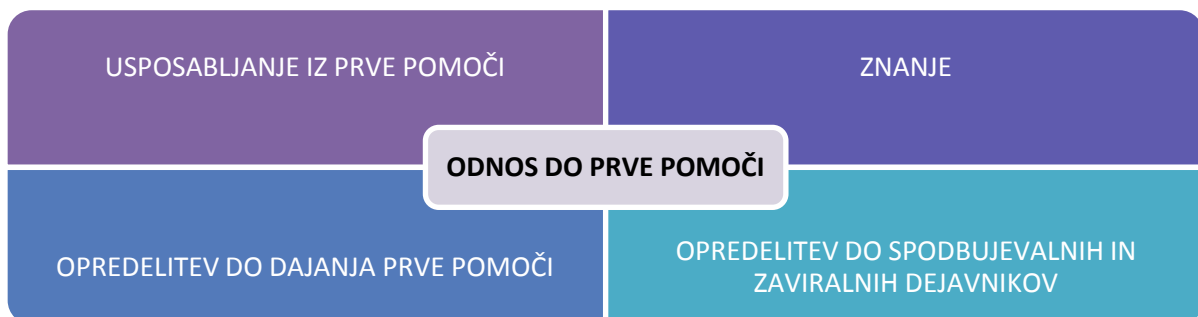 USPOSABLJANJE IZ PRVE POMOČI
ZNANJE
ODNOS DO PRVE POMOČI
OPREDELITEV DO DAJANJA PRVE POMOČI
OPREDELITEV DO SPODBUJEVALNIH IN
ZAVIRALNIH DEJAVNIKOV